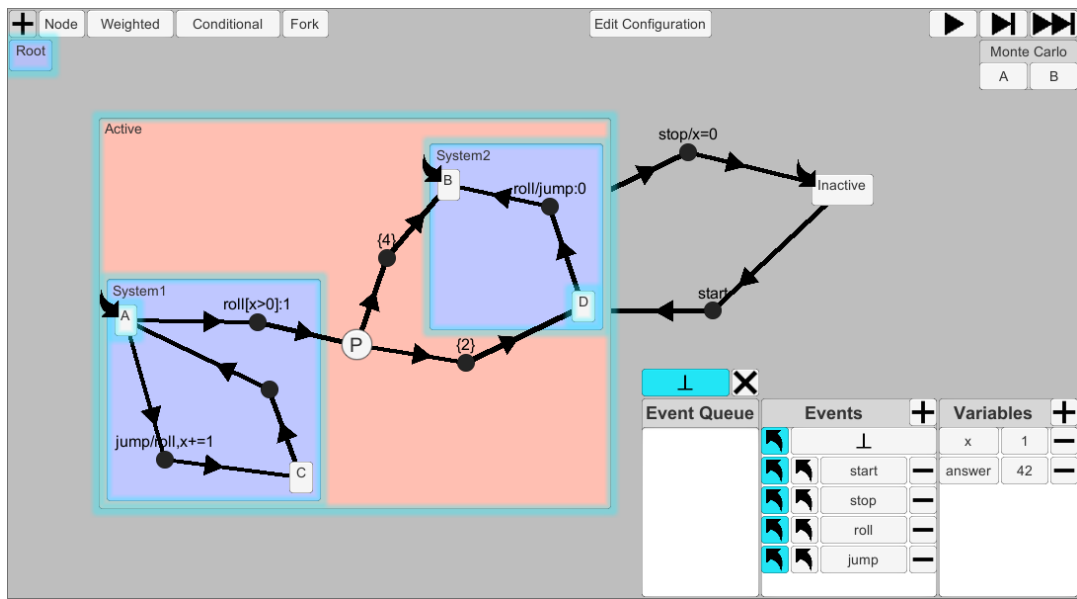 Node Weighted Conditional Fork Edit Configuration
Root
Monte Carlo
A B
Active
stop/x=0
System2
B
roll/jump:0
Inactive
{4}
System1
roll[x>0]:1
start
D
A
P
{2}
jump/roll,x+=1
C
⊥
Event Queue Events Variables
⊥ x 1
start answer 42
stop
roll
jump